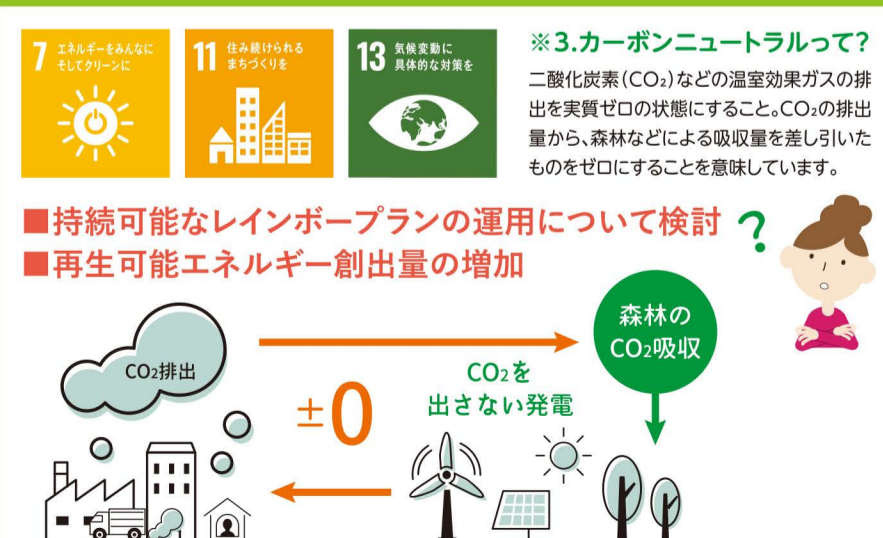 7 エネルギーをみんなに
そしてクリーンに
11 住み続けられる
まちづくりを
13 気候変動に
具体的な対策を
※3.カーボンニュートラルって?
二酸化炭素(CO₂)などの温室効果ガスの排
出を実質ゼロの状態にすること。CO₂の排出
量から、森林などによる吸収量を差し引いた
ものをゼロにすることを意味しています。
■持続可能なレインボープランの運用について検討
?
■再生可能エネルギー創出量の増加
森林の
CO₂吸収
CO₂排出
CO₂を
出さない発電
±0